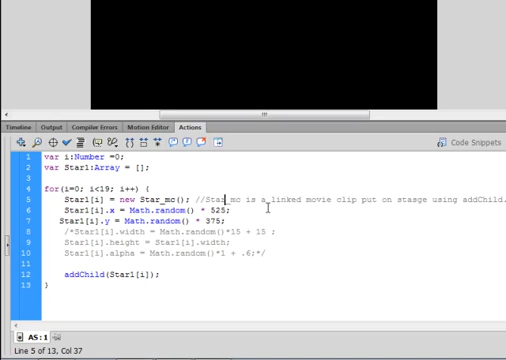 Timeline Output Compiler Errors Motion Editor Actions
Code Snippets
1 var i:Number =0;
2 var Star1:Array = [];
3
4 for(i=0; i<19; i++) {
5 Star1[i] = new Star_mc(); //Star_mc is a linked movie clip put on stasge using addChild.
6 Star1[i].x = Math.random() * 525;
7 Star1[i].y = Math.random() * 375;
8 /*Star1[i].width = Math.random()*15 + 15 ;
9 Star1[i].height = Star1[i].width;
10 Star1[i].alpha = Math.random()*1 + .6;*/
11
12 addChild(Star1[i]);
13 }
AS:1
Line 5 of 13, Col 37